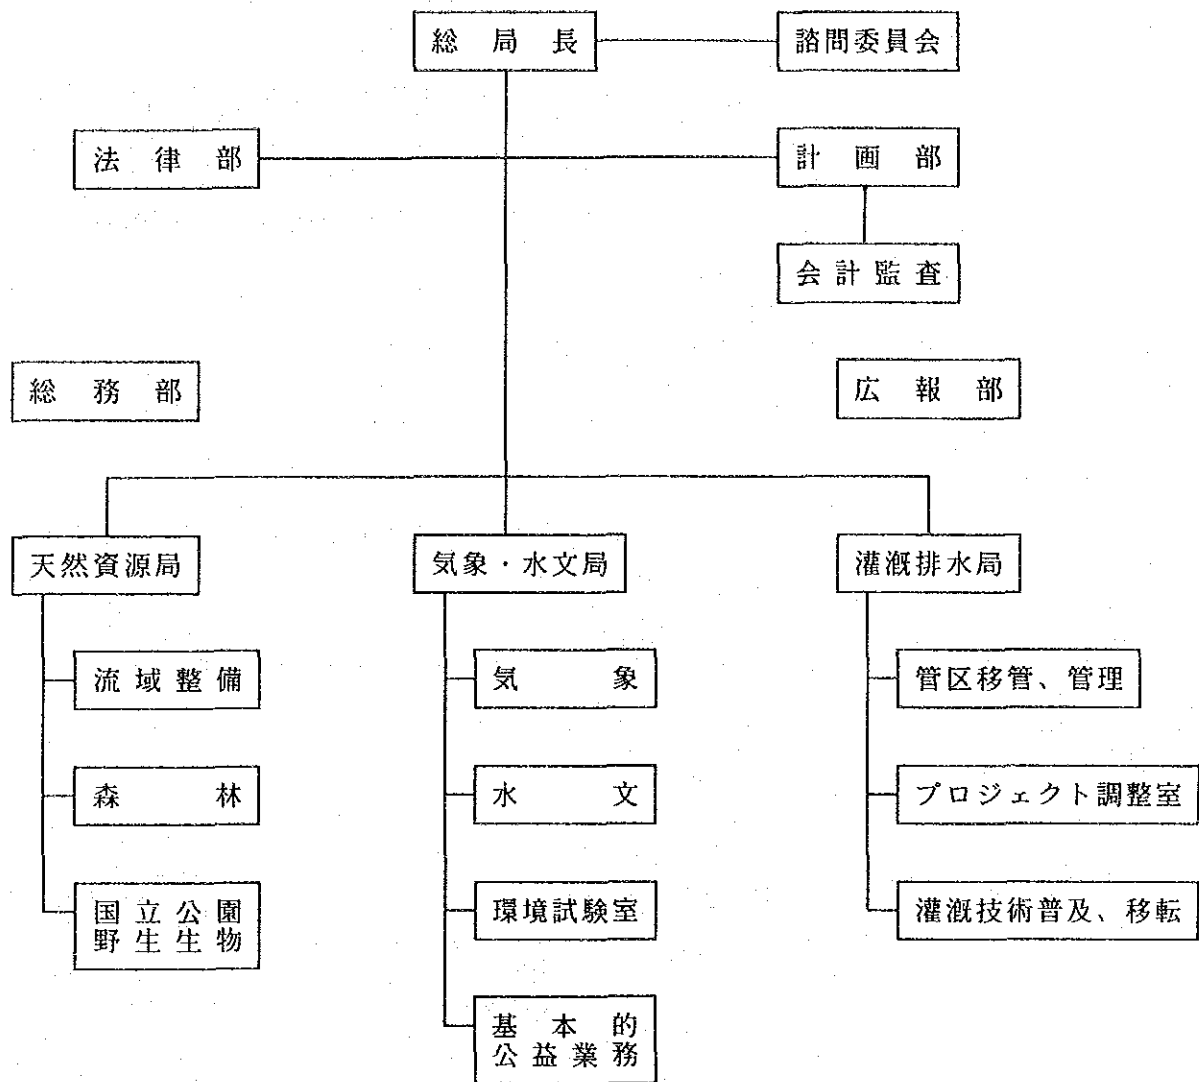 総局長
諮問委員会
法律部
計画部
会計監査
総務部
広報部
天然資源局
気象・水文局
灌漑排水局
流域整備
気象
管区移管、管理
森林
水文
プロジェクト調整室
国立公園
野生生物
環境試験室
灌漑技術普及、移転
基本的
公益業務